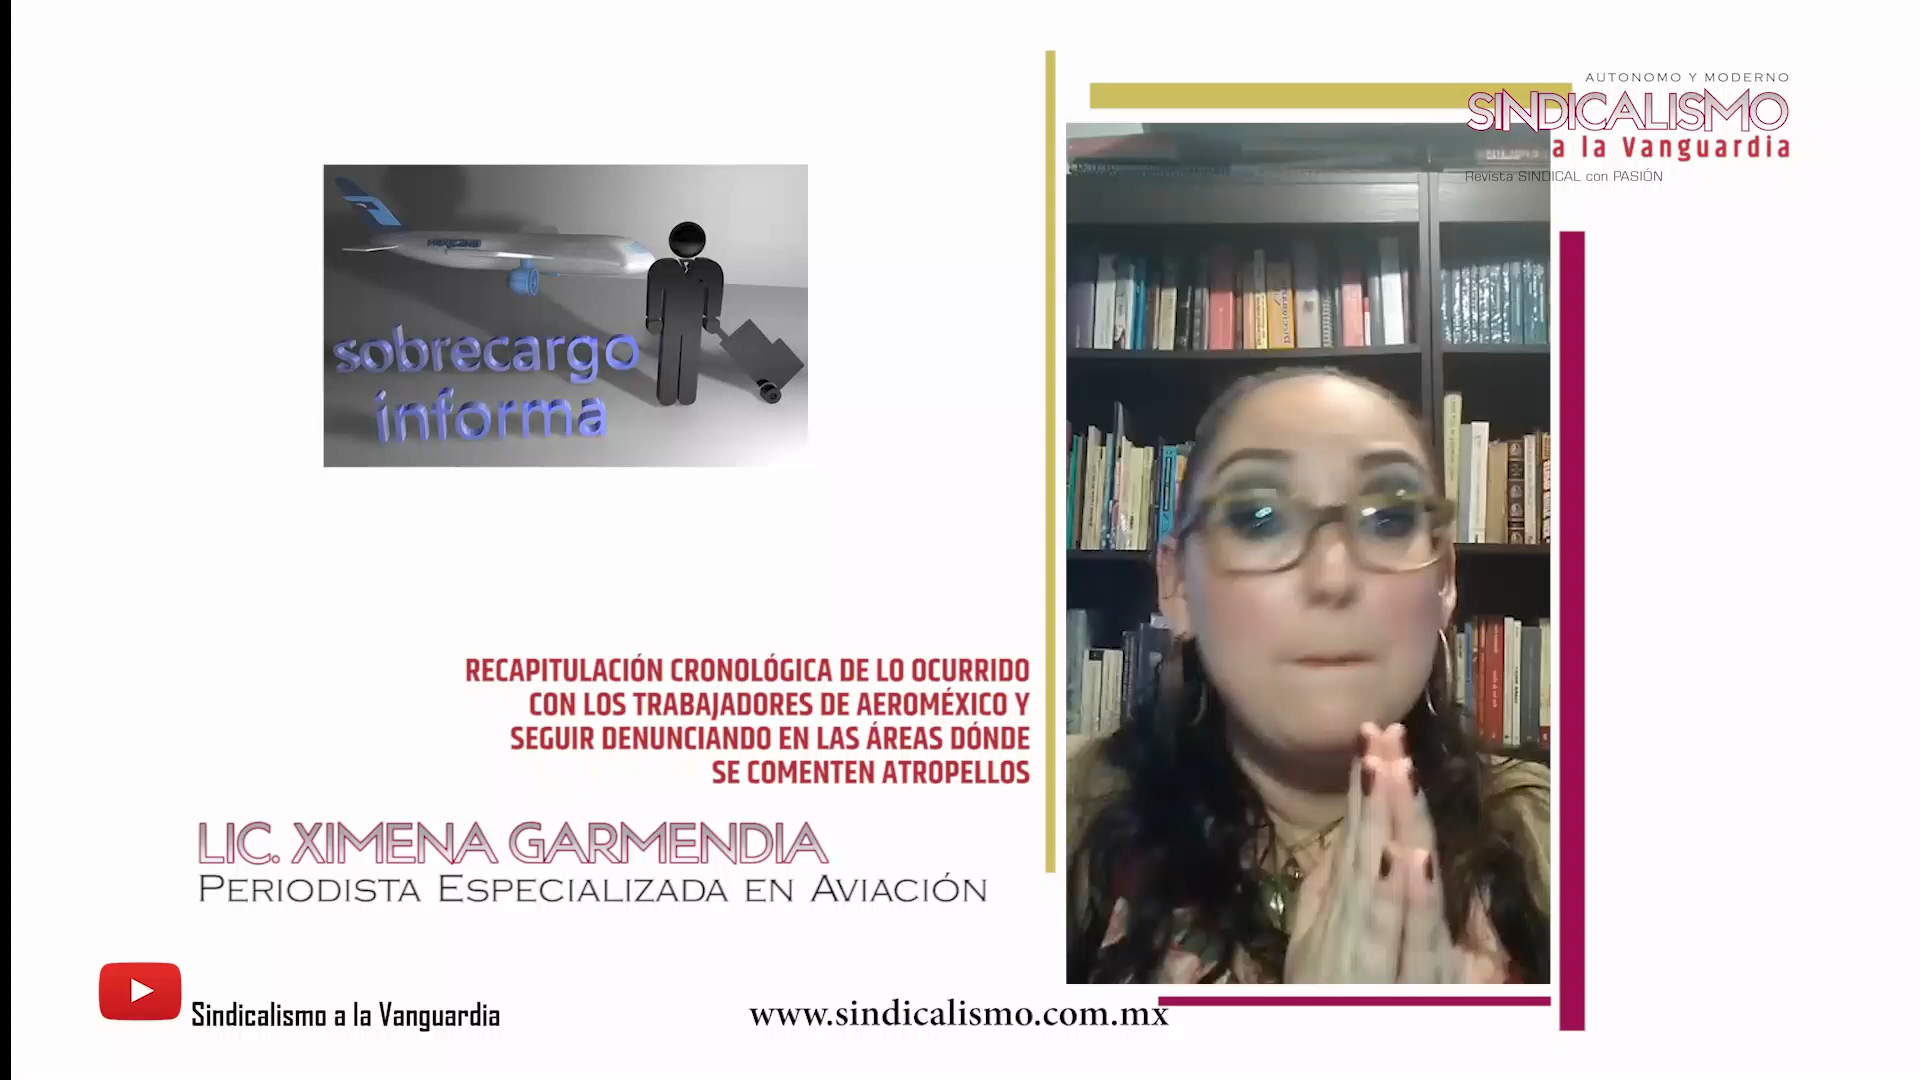 AUTONOMO Y MODERNO
SINDICALISMO
a la Vanguardia
Revista SINDICAL con PASIÓN
MEXICANA
sobrecargo
informa
RECAPITULACIÓN CRONOLÓGICA DE LO OCURRIDO
CON LOS TRABAJADORES DE AEROMÉXICO Y
SEGUIR DENUNCIANDO EN LAS ÁREAS DÓNDE
SE COMENTEN ATROPELLOS
LIC. XIMENA GARMENDIA
PERIODISTA ESPECIALIZADA EN AVIACIÓN
Sindicalismo a la Vanguardia
www.sindicalismo.com.mx